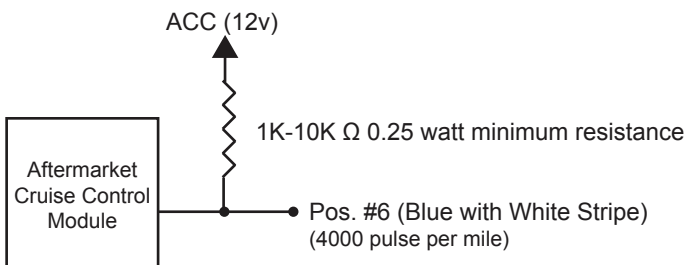 ACC (12v)
1K-10K Ω 0.25 watt minimum resistance
Aftermarket
Cruise Control
Module
Pos. #6 (Blue with White Stripe)
(4000 pulse per mile)